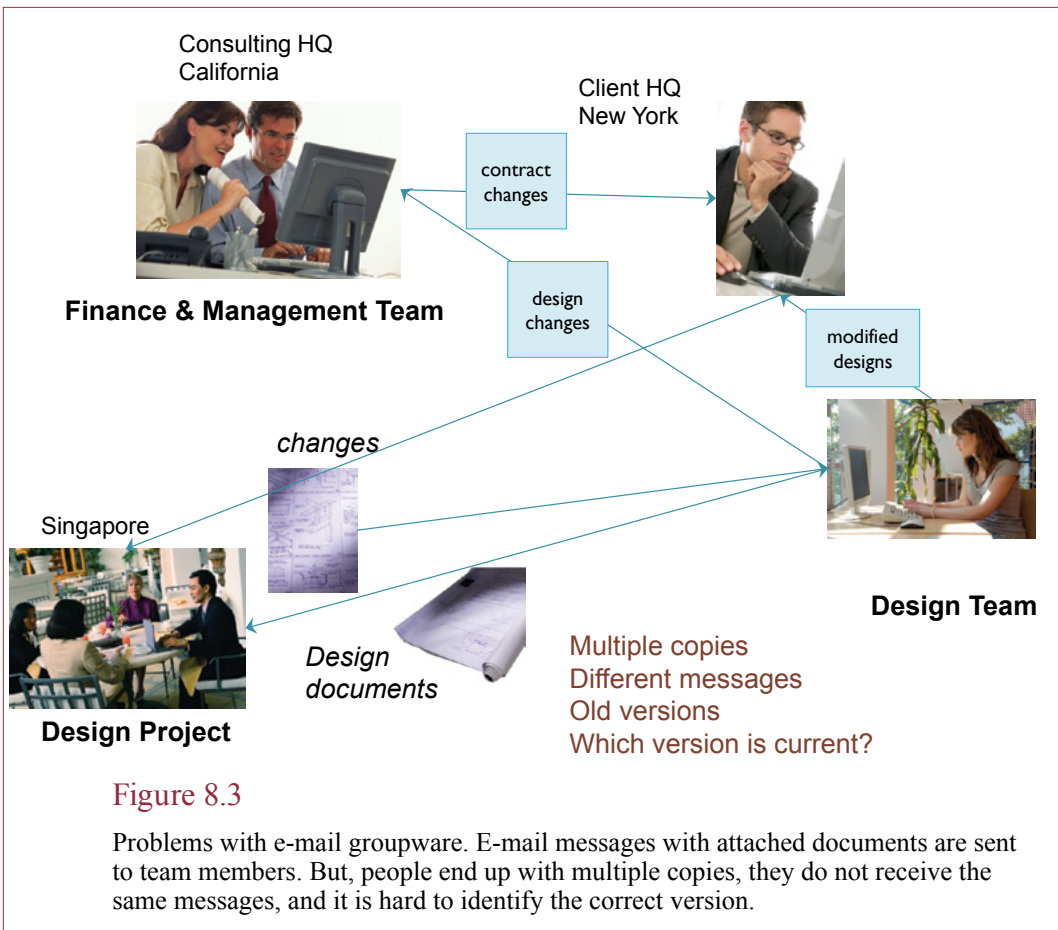 Consulting HQ
California
Client HQ
New York
contract
changes
Finance & Management Team
design
changes
modified
designs
changes
Singapore
Design Team
Design
documents
Multiple copies
Different messages
Old versions
Which version is current?
Design Project
Figure 8.3
Problems with e-mail groupware. E-mail messages with attached documents are sent
to team members. But, people end up with multiple copies, they do not receive the
same messages, and it is hard to identify the correct version.